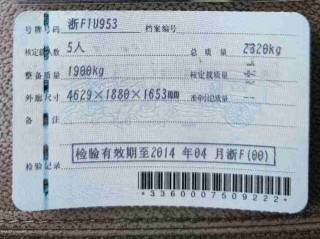 号牌号码 浙F1U953 档案编号
核定载人数 5人 总质量 2320kg
整备质量 1900kg 核定载质量
外廓尺寸 4629×1880×1653mm 准牵引总质量
检验有效期至2014 年04 月浙F(00)
检验记录
*3360007509222*